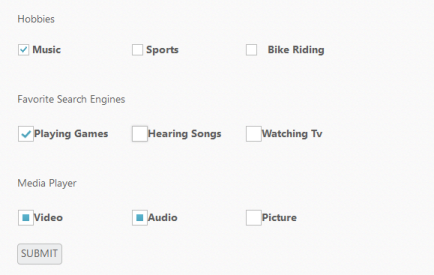 Hobbies
Music Sports Bike Riding
Favorite Search Engines
Playing Games Hearing Songs Watching Tv
Media Player
Video Audio Picture
SUBMIT